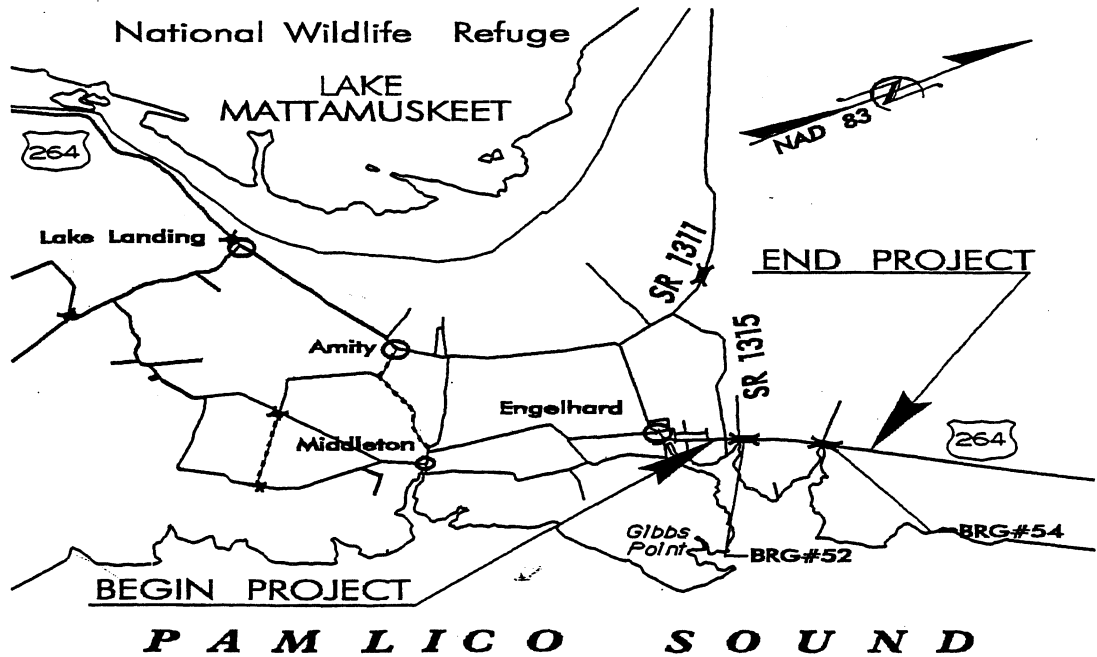 National Wildlife Refuge
LAKE
MATTAMUSKEET
NAD 83
264
Lake Landing
SR 1311
END PROJECT
Amity
SR 1315
Engelhard
Middleton
264
Gibbs
Point
BRG#54
BRG#52
BEGIN PROJECT
PAMLICO SOUND